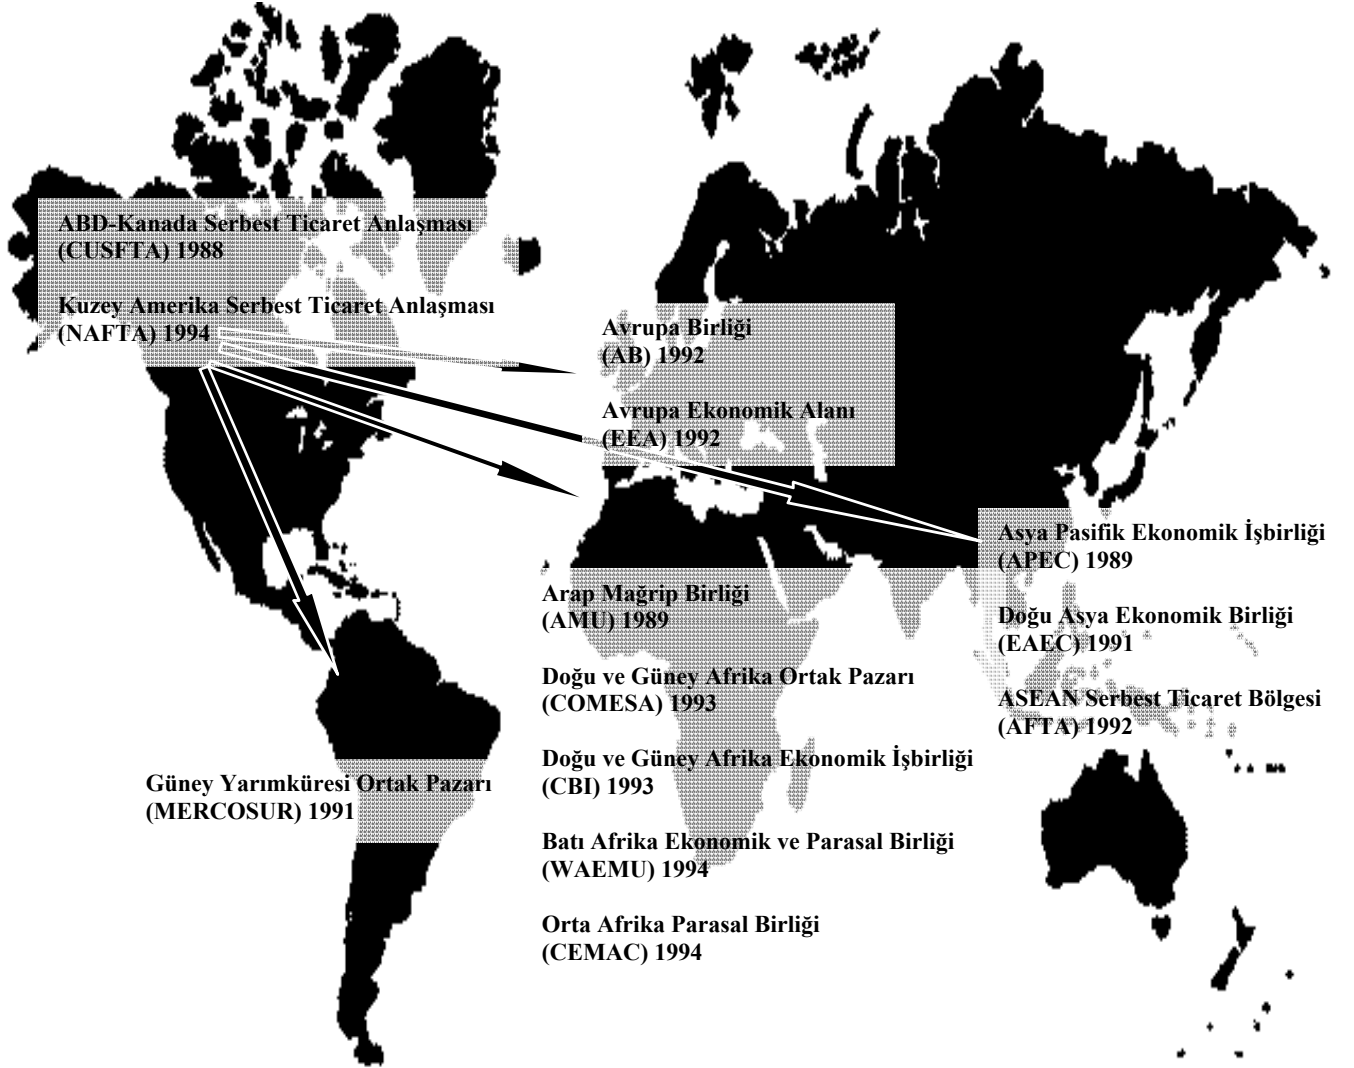 ABD-Kanada Serbest Ticaret Anlaşması
(CUSFTA) 1988
Kuzey Amerika Serbest Ticaret Anlaşması
(NAFTA) 1994
Avrupa Birliği
(AB) 1992
Avrupa Ekonomik Alanı
(EEA) 1992
Asya Pasifik Ekonomik İşbirliği
(APEC) 1989
Doğu Asya Ekonomik Birliği
(EAEC) 1991
ASEAN Serbest Ticaret Bölgesi
(AFTA) 1992
Arap Mağrip Birliği
(AMU) 1989
Doğu ve Güney Afrika Ortak Pazarı
(COMESA) 1993
Doğu ve Güney Afrika Ekonomik İşbirliği
(CBI) 1993
Batı Afrika Ekonomik ve Parasal Birliği
(WAEMU) 1994
Orta Afrika Parasal Birliği
(CEMAC) 1994
Güney Yarımküresi Ortak Pazarı
(MERCOSUR) 1991